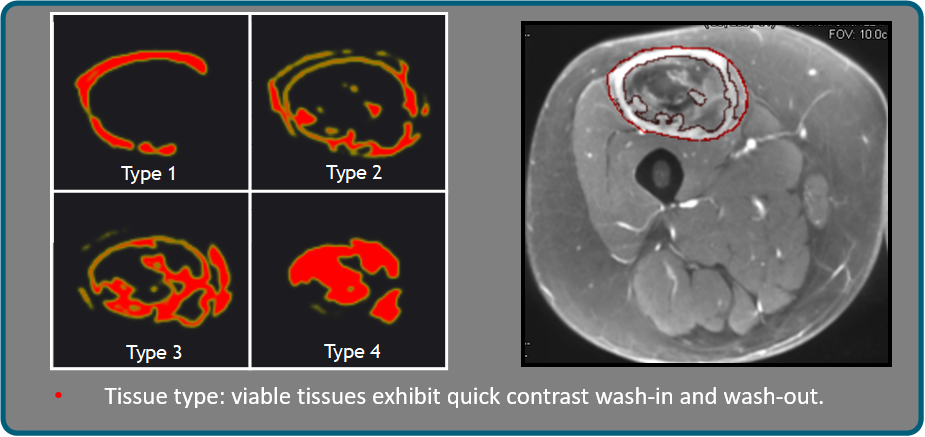 FOV: 10.0c
Type 1
Type 2
Type 3
Type 4
• Tissue type: viable tissues exhibit quick contrast wash-in and wash-out.